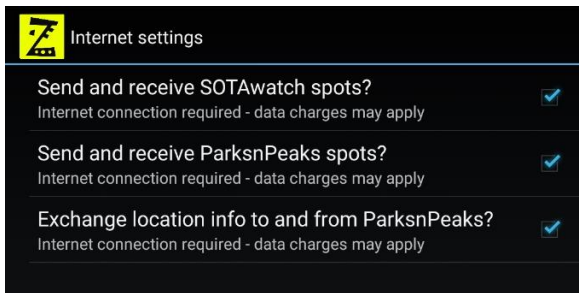 Internet settings
Send and receive SOTAwatch spots?
Internet connection required - data charges may apply
Send and receive ParksnPeaks spots?
Internet connection required - data charges may apply
Exchange location info to and from ParksnPeaks?
Internet connection required - data charges may apply